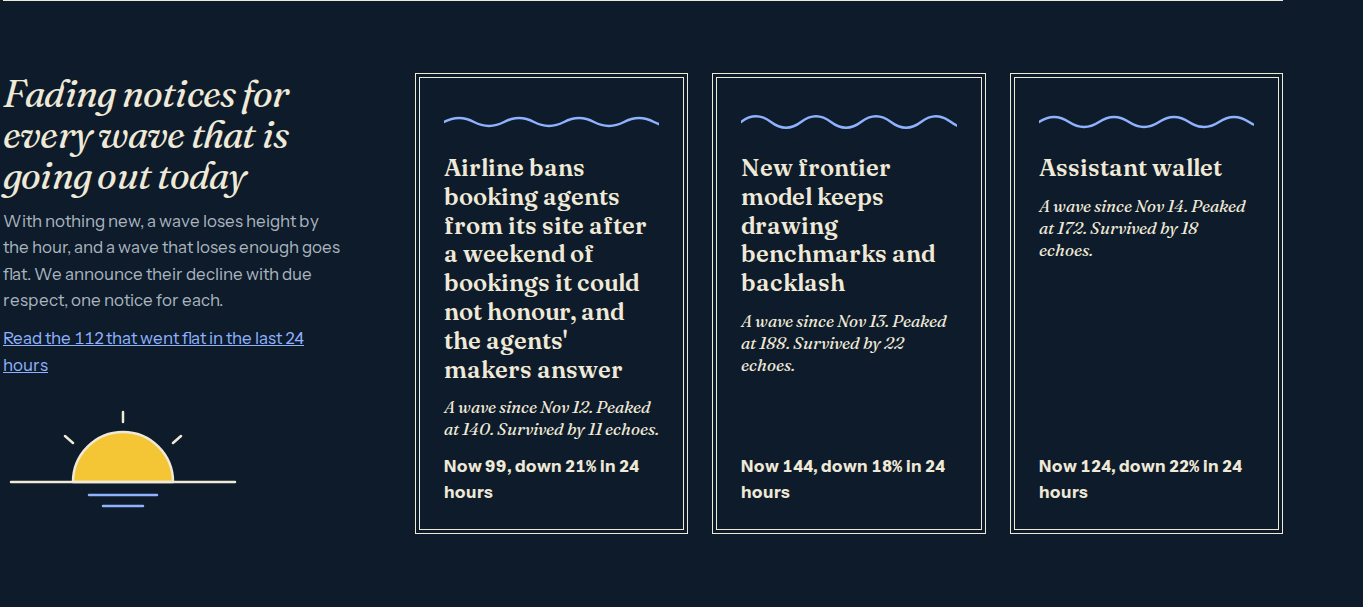 Fading notices for
every wave that is
going out today
With nothing new, a wave loses height by
the hour, and a wave that loses enough goes
flat. We announce their decline with due
respect, one notice for each.
Read the 112 that went flat in the last 24
hours
Airline bans
booking agents
from its site after
a weekend of
bookings it could
not honour, and
the agents'
makers answer
A wave since Nov 12. Peaked
at 140. Survived by 11 echoes.
Now 99, down 21% in 24
hours
New frontier
model keeps
drawing
benchmarks and
backlash
A wave since Nov 13. Peaked
at 188. Survived by 22
echoes.
Now 144, down 18% in 24
hours
Assistant wallet
A wave since Nov 14. Peaked
at 172. Survived by 18
echoes.
Now 124, down 22% in 24
hours